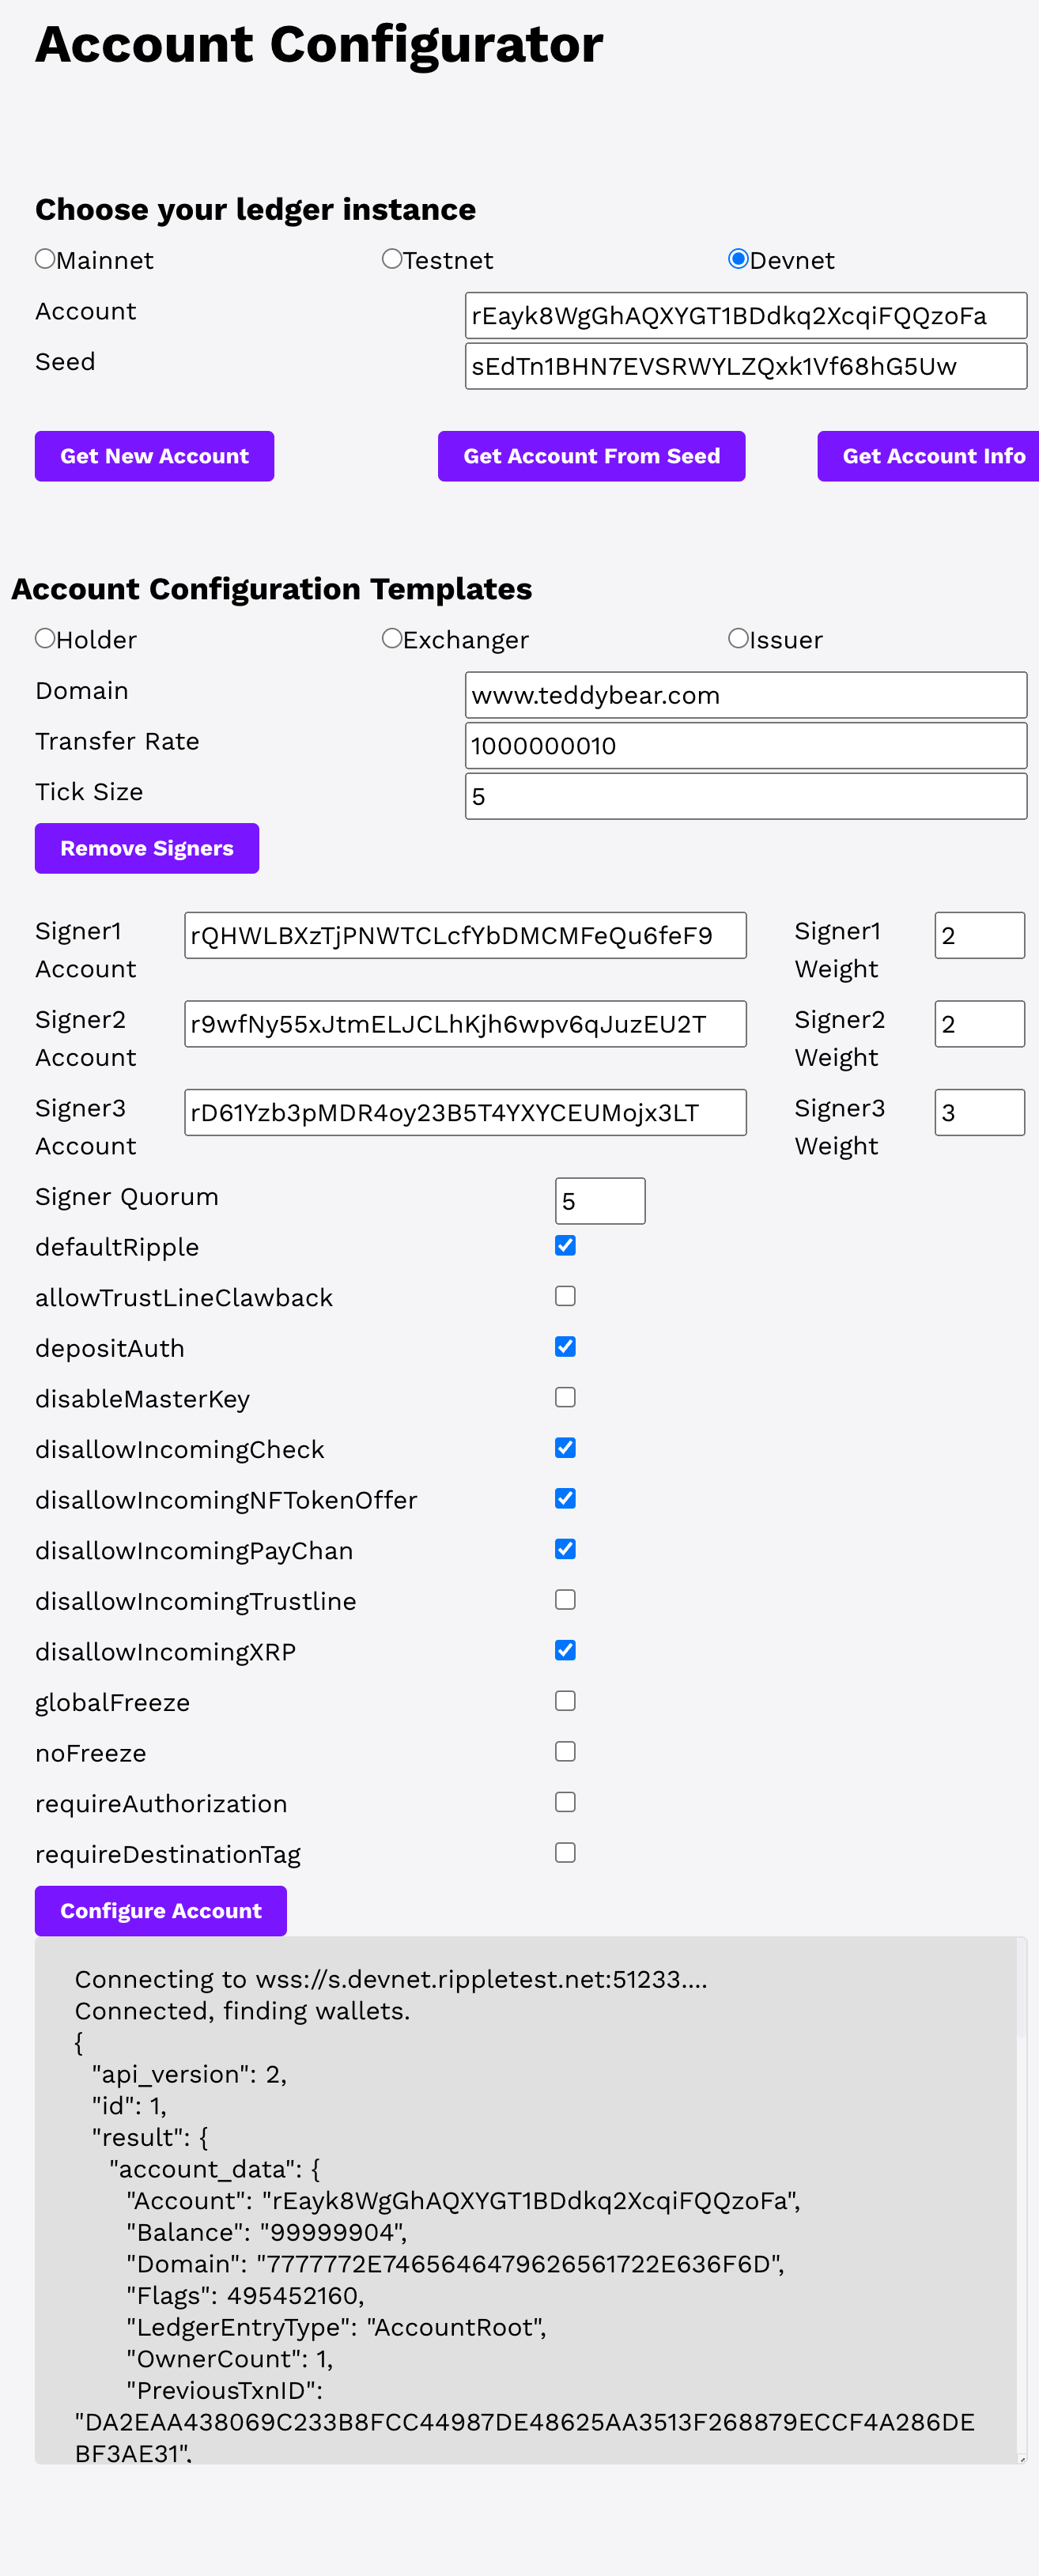 Account Configurator
Choose your ledger instance
Mainnet Testnet Devnet
Account rEayk8WgGhAQXYGT1BDdkq2XcqiFQQzoFa
Seed sEdTn1BHN7EVSRWYLZQxk1Vf68hG5Uw
Get New Account Get Account From Seed Get Account Info
Account Configuration Templates
Holder Exchanger Issuer
Domain www.teddybear.com
Transfer Rate 1000000010
Tick Size 5
Remove Signers
Signer1 Account rQHWLBXzTjPNWTCLcfYbDMCMFeQu6feF9 Signer1 Weight 2
Signer2 Account r9wfNy55xJtmELJCLhKjh6wpv6qJuzEU2T Signer2 Weight 2
Signer3 Account rD61Yzb3pMDR4oy23B5T4YXYCEUMojx3LT Signer3 Weight 3
Signer Quorum 5
defaultRipple
allowTrustLineClawback
depositAuth
disableMasterKey
disallowIncomingCheck
disallowIncomingNFTokenOffer
disallowIncomingPayChan
disallowIncomingTrustline
disallowIncomingXRP
globalFreeze
noFreeze
requireAuthorization
requireDestinationTag
Configure Account
Connecting to wss://s.devnet.rippletest.net:51233....
Connected, finding wallets.
{
"api_version": 2,
"id": 1,
"result": {
"account_data": {
"Account": "rEayk8WgGhAQXYGT1BDdkq2XcqiFQQzoFa",
"Balance": "99999904",
"Domain": "7777772E7465646479626561722E636F6D",
"Flags": 495452160,
"LedgerEntryType": "AccountRoot",
"OwnerCount": 1,
"PreviousTxnID":
"DA2EAA438069C233B8FCC44987DE48625AA3513F268879ECCF4A286DE
BF3AE31",